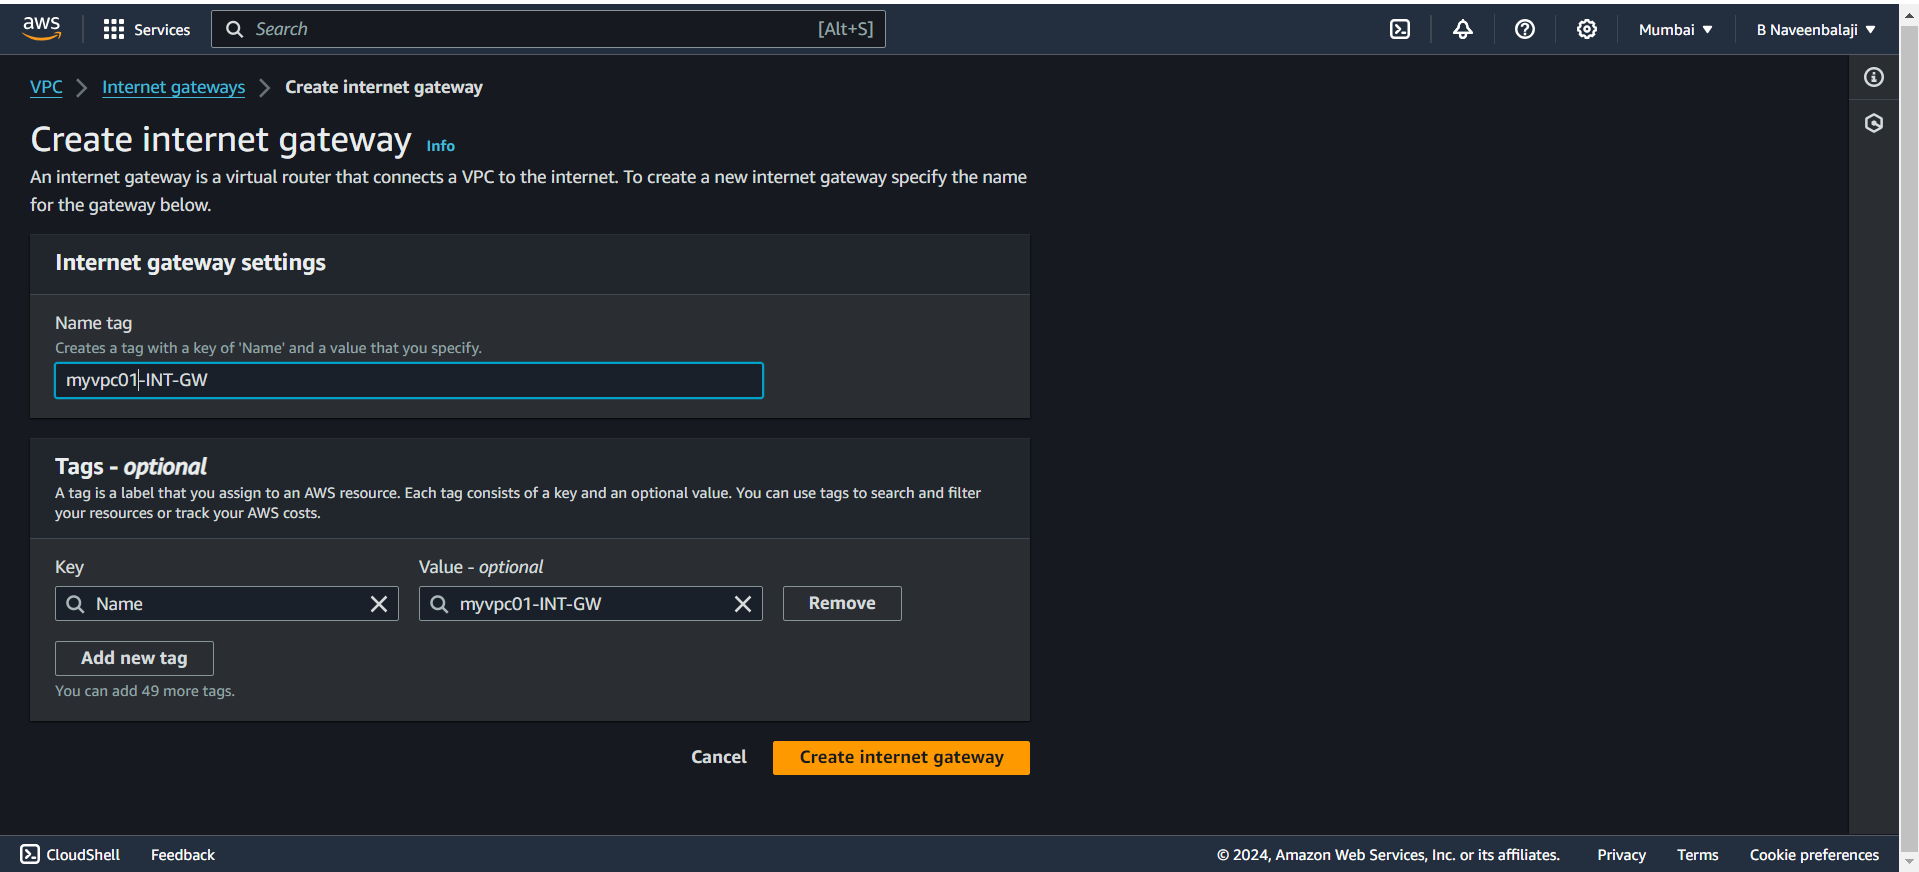 aws
Services
Search
[Alt+S]
Mumbai
B Naveenbalaji
VPC
Internet gateways
Create internet gateway
Create internet gateway
Info
An internet gateway is a virtual router that connects a VPC to the internet. To create a new internet gateway specify the name
for the gateway below.
Internet gateway settings
Name tag
Creates a tag with a key of 'Name' and a value that you specify.
myvpc01-INT-GW
Tags - optional
A tag is a label that you assign to an AWS resource. Each tag consists of a key and an optional value. You can use tags to search and filter
your resources or track your AWS costs.
Key
Value - optional
Name
myvpc01-INT-GW
Remove
Add new tag
You can add 49 more tags.
Cancel
Create internet gateway
CloudShell
Feedback
© 2024, Amazon Web Services, Inc. or its affiliates.
Privacy
Terms
Cookie preferences